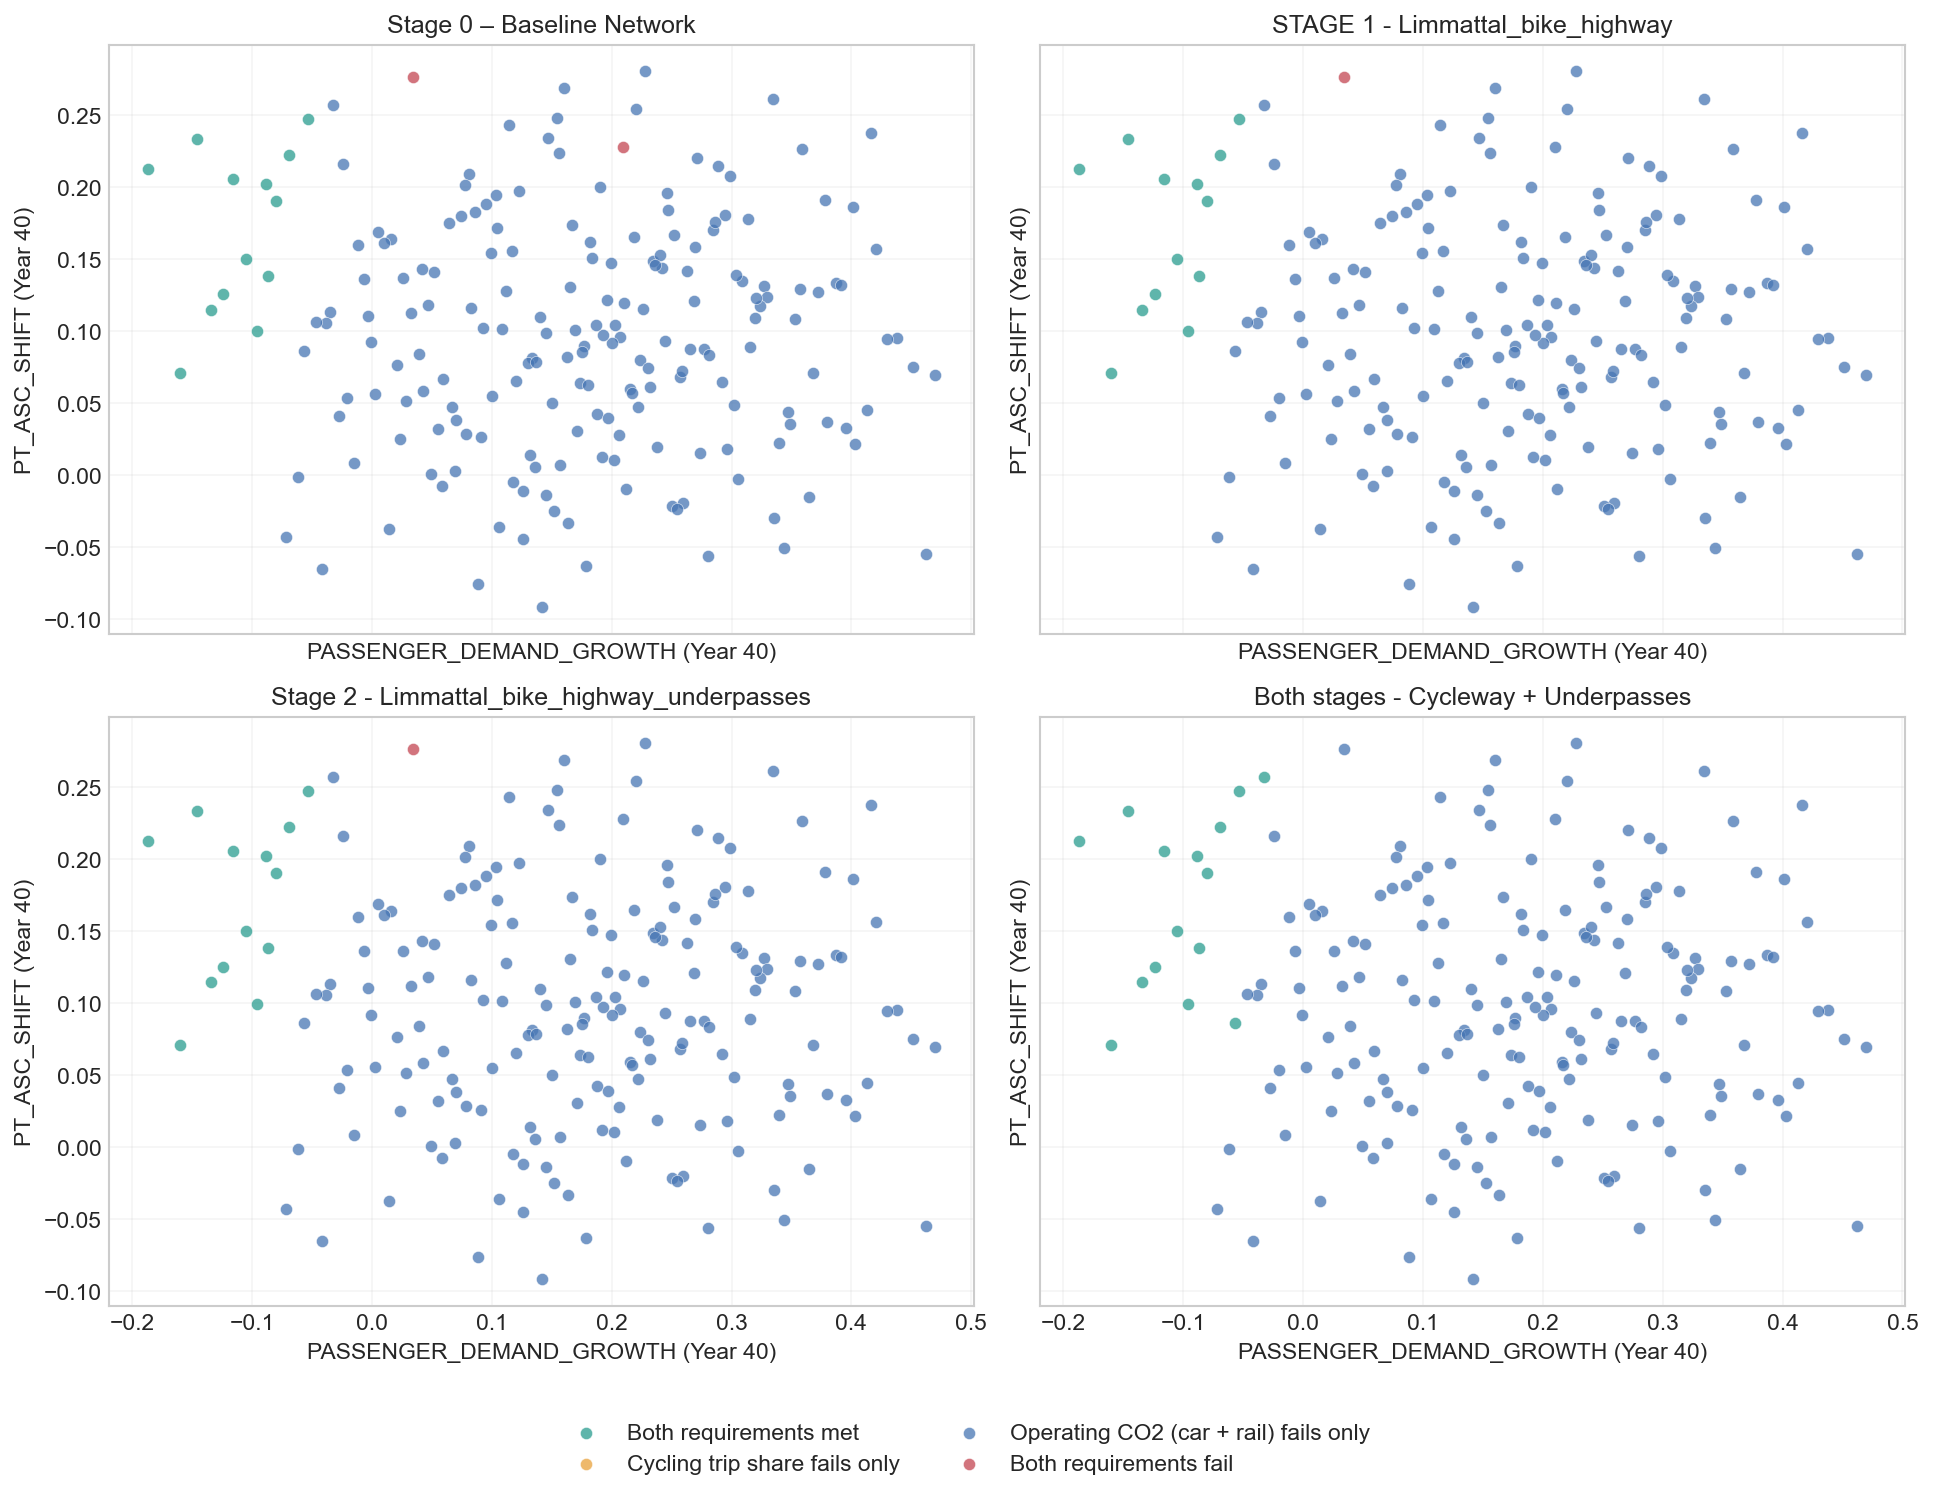 Stage 0 – Baseline Network
STAGE 1 - Limmattal_bike_highway
PT_ASC_SHIFT (Year 40)
0.25
0.20
0.15
0.10
0.05
0.00
−0.05
−0.10
PASSENGER_DEMAND_GROWTH (Year 40)
PT_ASC_SHIFT (Year 40)
PASSENGER_DEMAND_GROWTH (Year 40)
Stage 2 - Limmattal_bike_highway_underpasses
Both stages - Cycleway + Underpasses
PT_ASC_SHIFT (Year 40)
0.25
0.20
0.15
0.10
0.05
0.00
−0.05
−0.10
−0.2 −0.1 0.0 0.1 0.2 0.3 0.4 0.5
PASSENGER_DEMAND_GROWTH (Year 40)
PT_ASC_SHIFT (Year 40)
−0.2 −0.1 0.0 0.1 0.2 0.3 0.4 0.5
PASSENGER_DEMAND_GROWTH (Year 40)
Both requirements met
Cycling trip share fails only
Operating CO2 (car + rail) fails only
Both requirements fail